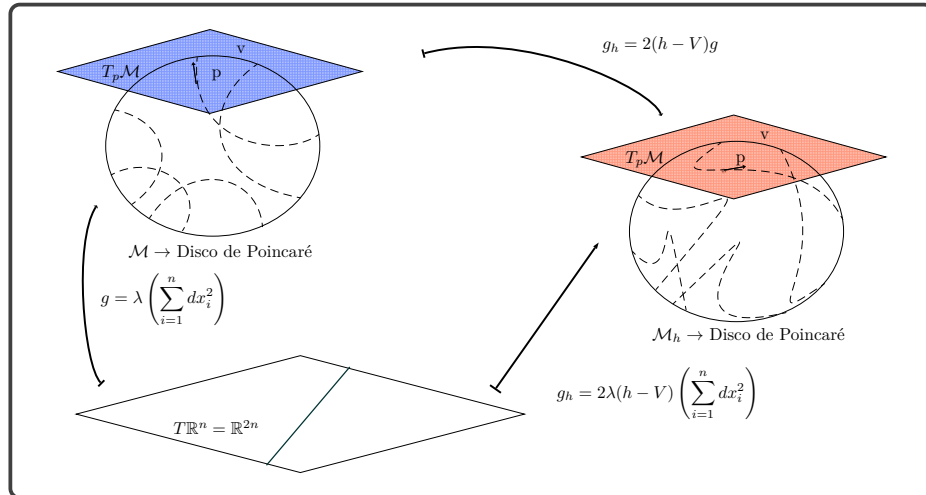 v
T_pM
p
M → Disco de Poincaré
g = λ(∑_{i=1}^{n} dx_i^2)
Tℝ^n = ℝ^{2n}
g_h = 2(h − V)g
v
T_pM
p
M_h → Disco de Poincaré
g_h = 2λ(h − V)(∑_{i=1}^{n} dx_i^2)